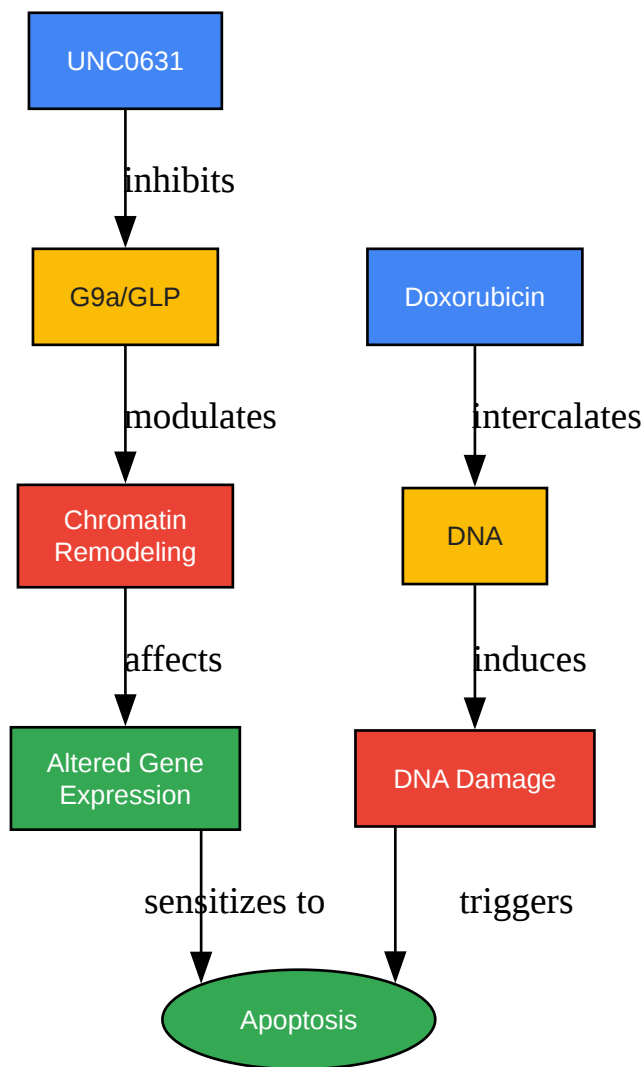 UNC0631
inhibits
G9a/GLP
Doxorubicin
modulates
intercalates
Chromatin
Remodeling
DNA
affects
induces
Altered Gene
Expression
DNA Damage
sensitizes to
triggers
Apoptosis